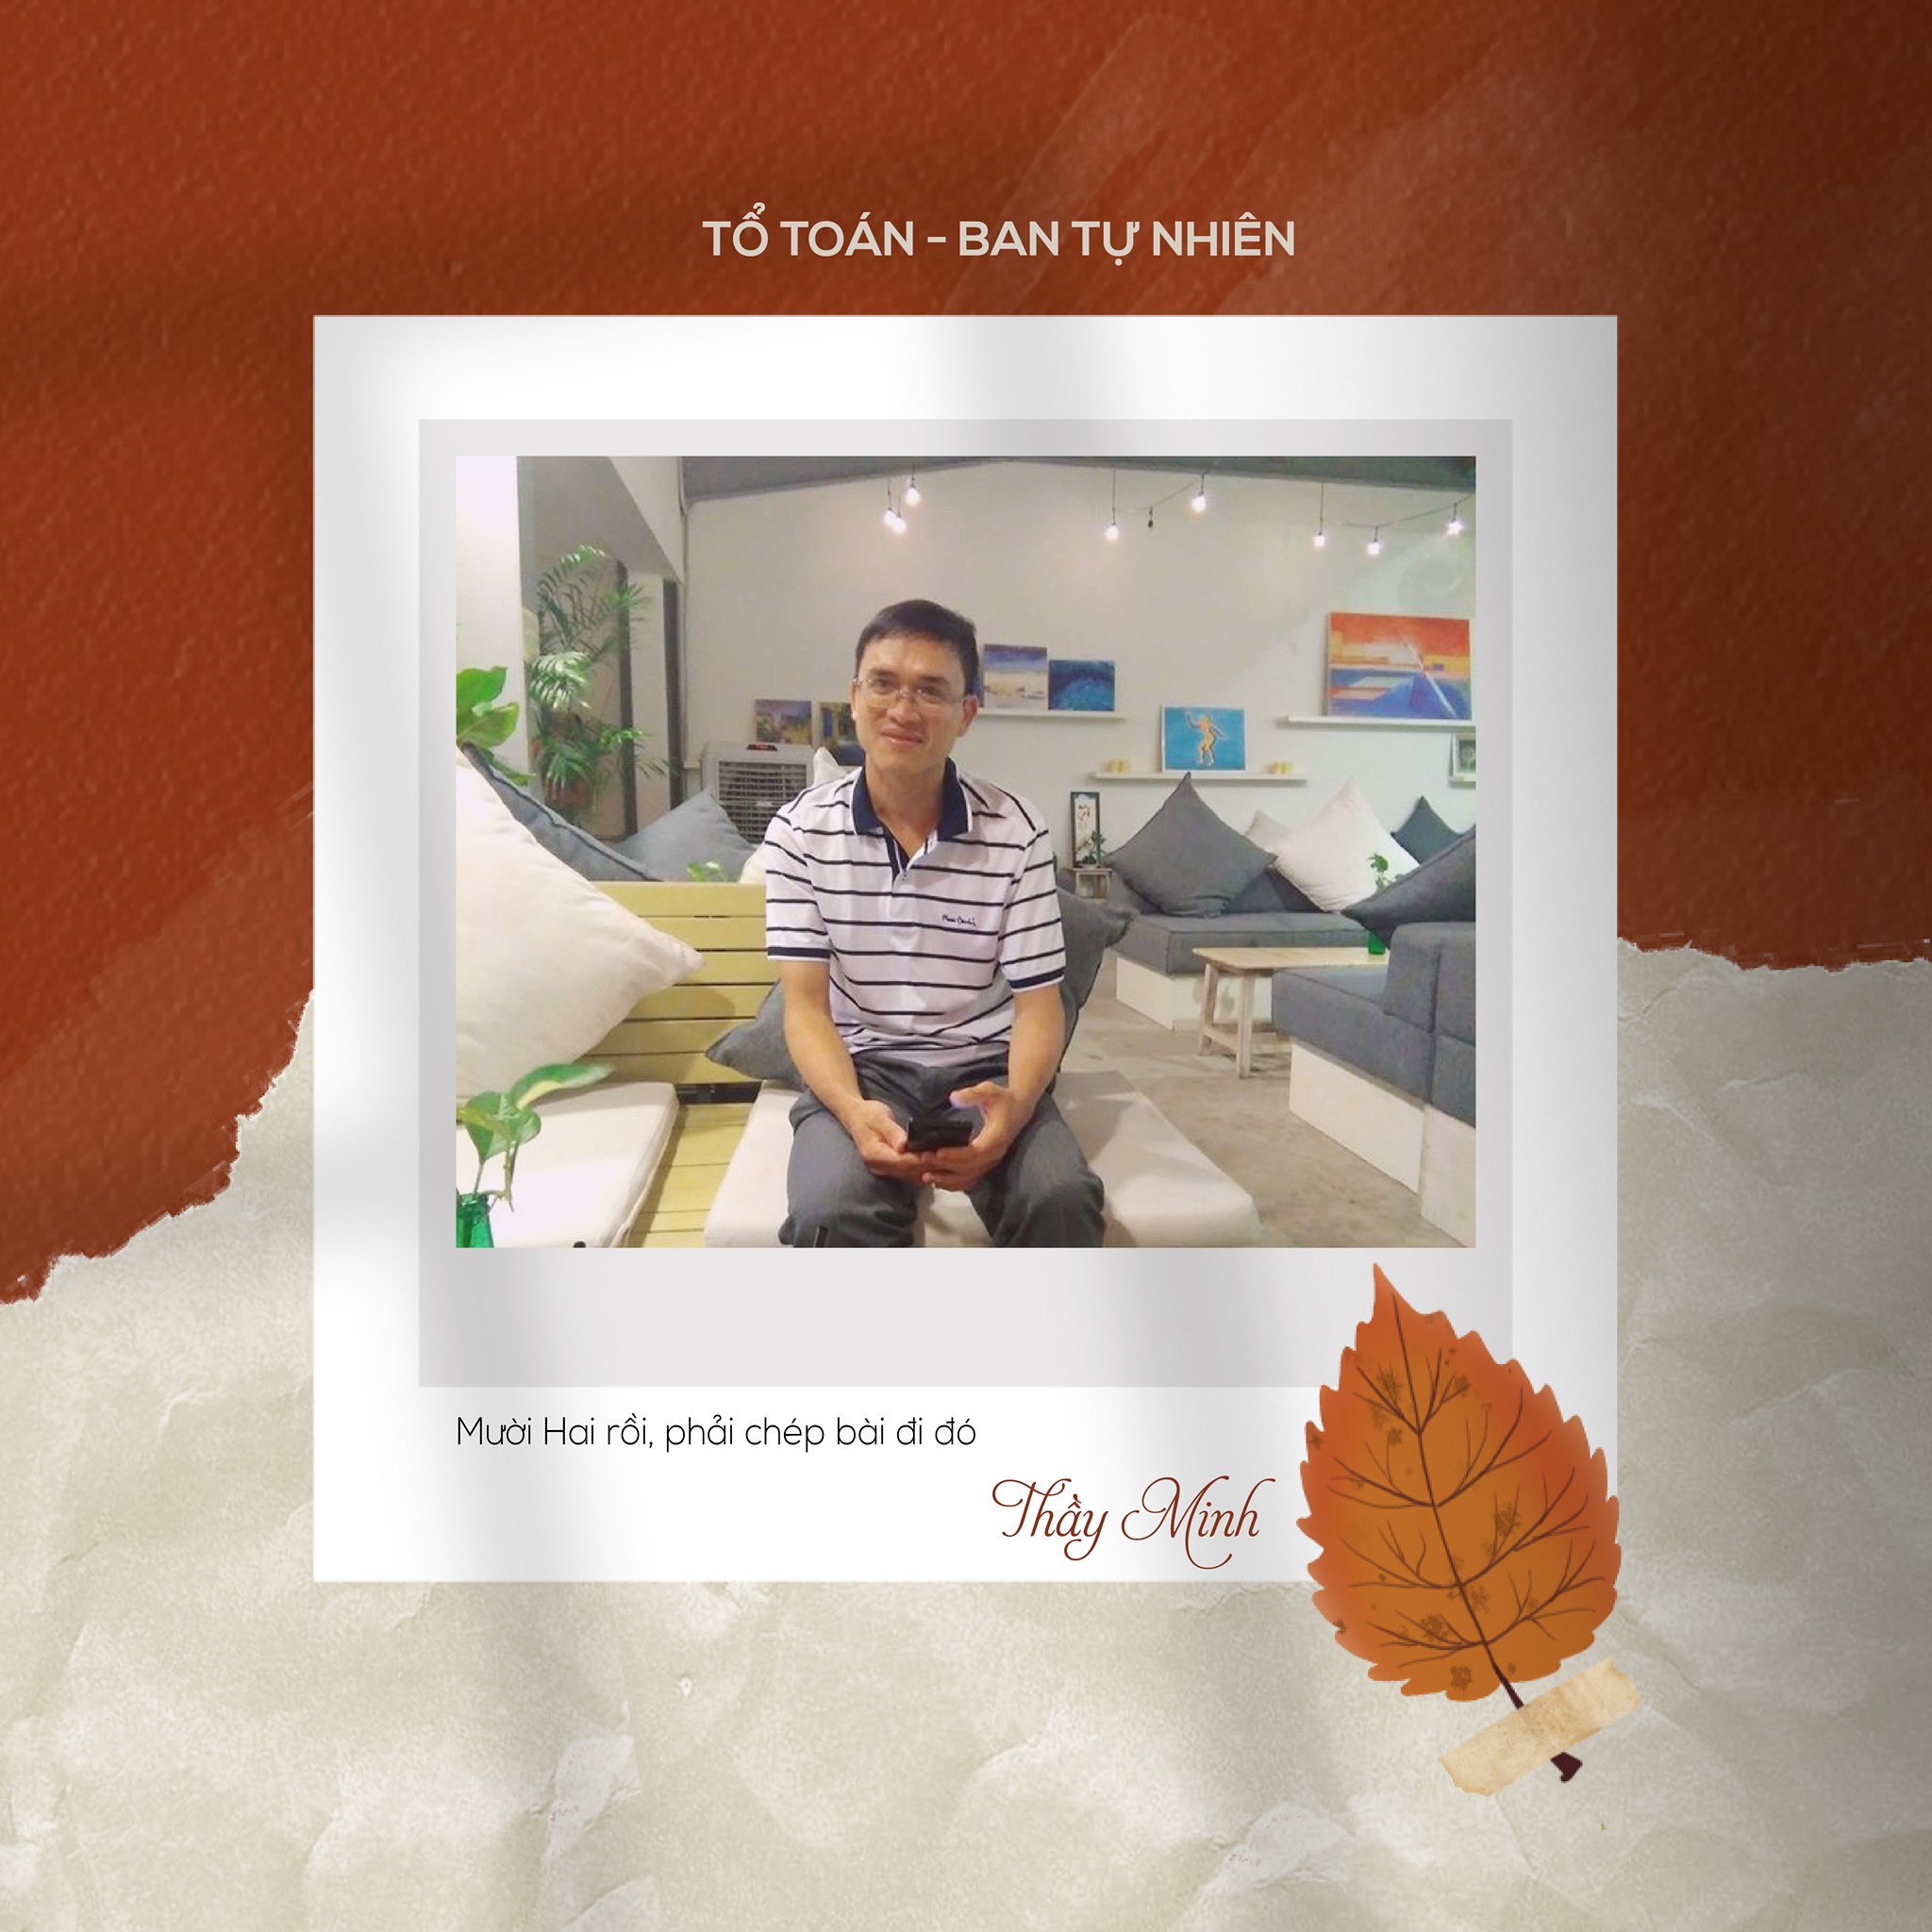 TỔ TOÁN - BAN TỰ NHIÊN
Mười Hai rồi, phải chép bài đi đó
Thầy Minh